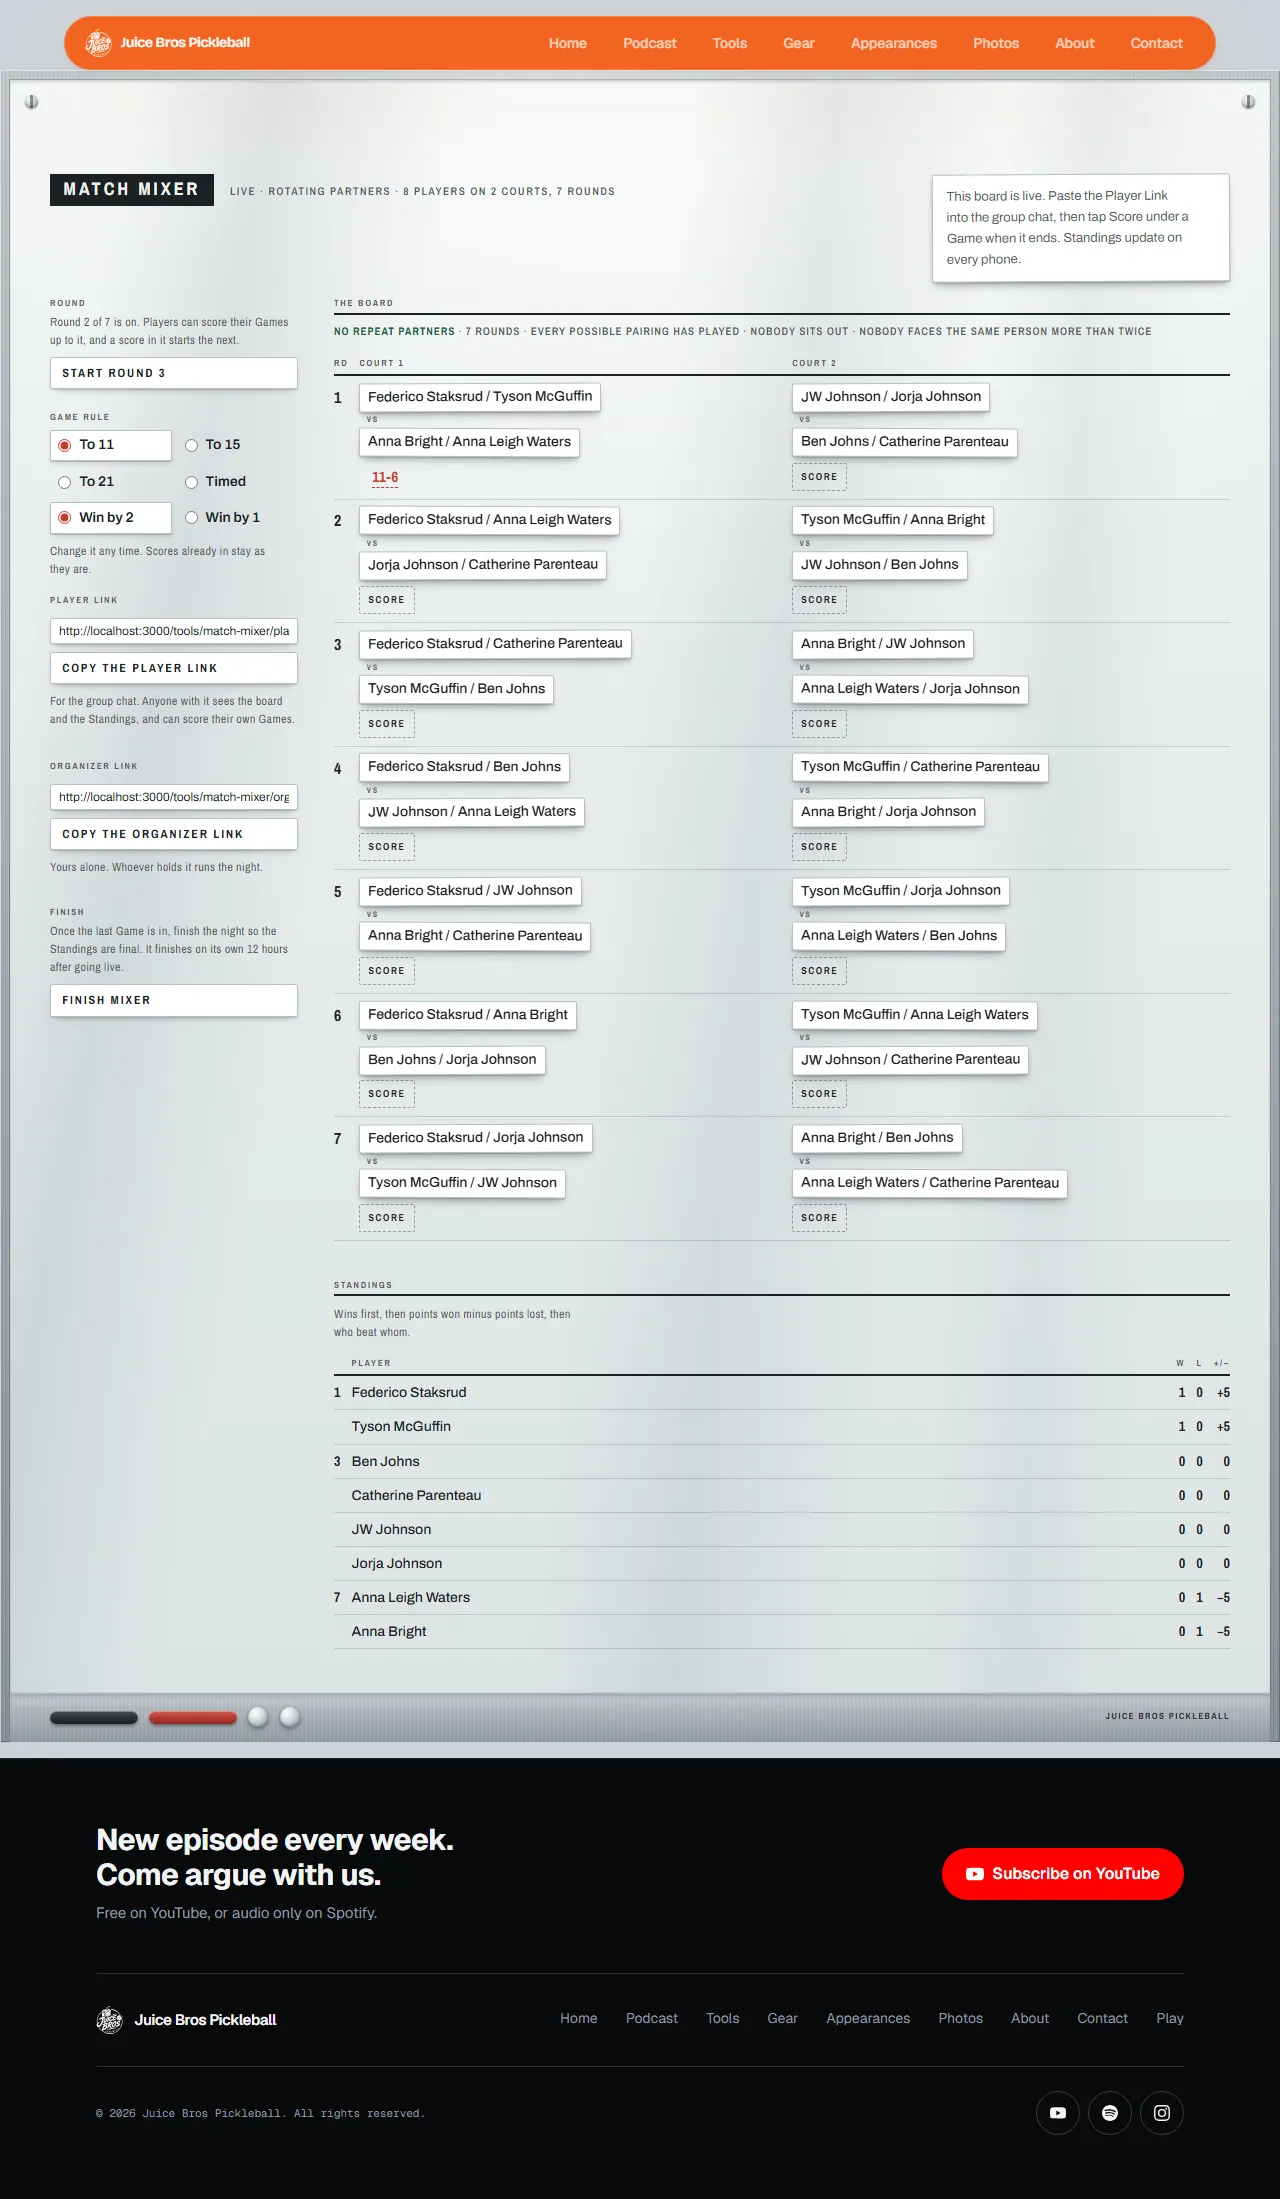 Juice Bros Pickleball
Home Podcast Tools Gear Appearances Photos About Contact
MATCH MIXER
LIVE · ROTATING PARTNERS · 8 PLAYERS ON 2 COURTS, 7 ROUNDS
This board is live. Paste the Player Link
into the group chat, then tap Score under a
Game when it ends. Standings update on
every phone.
ROUND
Round 2 of 7 is on. Players can score their Games
up to it, and a score in it starts the next.
START ROUND 3
GAME RULE
To 11 To 15
To 21 Timed
Win by 2 Win by 1
Change it any time. Scores already in stay as
they are.
PLAYER LINK
http://localhost:3000/tools/match-mixer/pla
COPY THE PLAYER LINK
For the group chat. Anyone with it sees the board
and the Standings, and can score their own Games.
ORGANIZER LINK
http://localhost:3000/tools/match-mixer/org
COPY THE ORGANIZER LINK
Yours alone. Whoever holds it runs the night.
FINISH
Once the last Game is in, finish the night so the
Standings are final. It finishes on its own 12 hours
after going live.
FINISH MIXER
THE BOARD
NO REPEAT PARTNERS · 7 ROUNDS · EVERY POSSIBLE PAIRING HAS PLAYED · NOBODY SITS OUT · NOBODY FACES THE SAME PERSON MORE THAN TWICE
RD COURT 1 COURT 2
1 Federico Staksrud / Tyson McGuffin JW Johnson / Jorja Johnson
VS VS
Anna Bright / Anna Leigh Waters Ben Johns / Catherine Parenteau
11-6 SCORE
2 Federico Staksrud / Anna Leigh Waters Tyson McGuffin / Anna Bright
VS VS
Jorja Johnson / Catherine Parenteau JW Johnson / Ben Johns
SCORE SCORE
3 Federico Staksrud / Catherine Parenteau Anna Bright / JW Johnson
VS VS
Tyson McGuffin / Ben Johns Anna Leigh Waters / Jorja Johnson
SCORE SCORE
4 Federico Staksrud / Ben Johns Tyson McGuffin / Catherine Parenteau
VS VS
JW Johnson / Anna Leigh Waters Anna Bright / Jorja Johnson
SCORE SCORE
5 Federico Staksrud / JW Johnson Tyson McGuffin / Jorja Johnson
VS VS
Anna Bright / Catherine Parenteau Anna Leigh Waters / Ben Johns
SCORE SCORE
6 Federico Staksrud / Anna Bright Tyson McGuffin / Anna Leigh Waters
VS VS
Ben Johns / Jorja Johnson JW Johnson / Catherine Parenteau
SCORE SCORE
7 Federico Staksrud / Jorja Johnson Anna Bright / Ben Johns
VS VS
Tyson McGuffin / JW Johnson Anna Leigh Waters / Catherine Parenteau
SCORE SCORE
STANDINGS
Wins first, then points won minus points lost, then
who beat whom.
PLAYER W L +/−
1 Federico Staksrud 1 0 +5
Tyson McGuffin 1 0 +5
3 Ben Johns 0 0 0
Catherine Parenteau 0 0 0
JW Johnson 0 0 0
Jorja Johnson 0 0 0
7 Anna Leigh Waters 0 1 −5
Anna Bright 0 1 −5
JUICE BROS PICKLEBALL
New episode every week.
Come argue with us.
Free on YouTube, or audio only on Spotify.
Subscribe on YouTube
Juice Bros Pickleball
Home Podcast Tools Gear Appearances Photos About Contact Play
© 2026 Juice Bros Pickleball. All rights reserved.